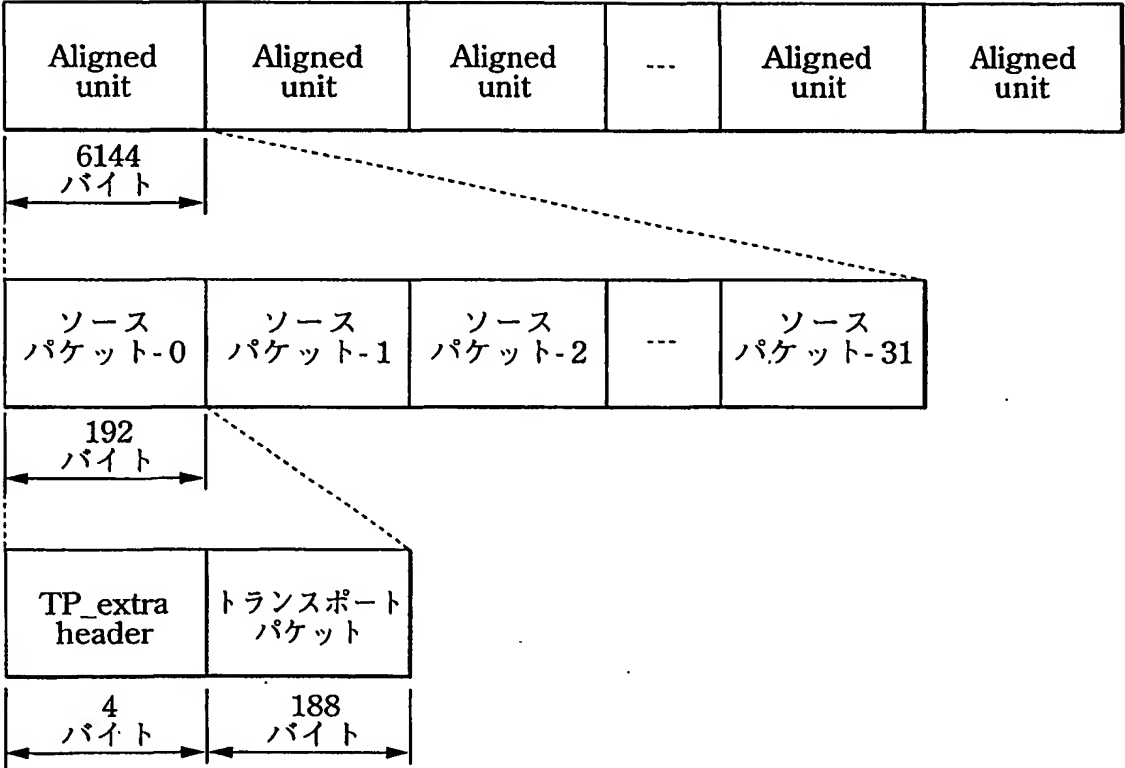 Aligned unit
Aligned unit
Aligned unit
---
Aligned unit
Aligned unit
6144
バイト
ソース
パケット-0
ソース
パケット-1
ソース
パケット-2
---
ソース
パケット-31
192
バイト
TP_extra
header
トランスポート
パケット
4
バイト
188
バイト